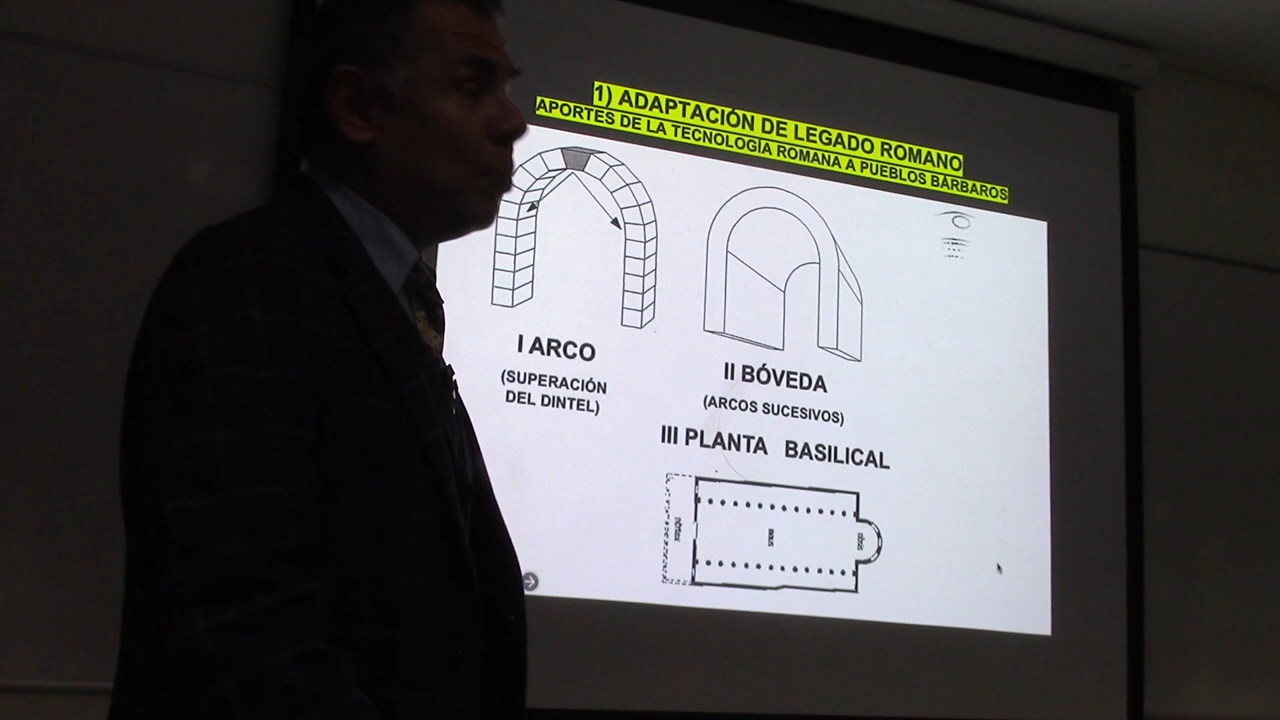 1) ADAPTACIÓN DE LEGADO ROMANO
APORTES DE LA TECNOLOGÍA ROMANA A PUEBLOS BÁRBAROS
I ARCO
(SUPERACIÓN
DEL DINTEL)
II BÓVEDA
(ARCOS SUCESIVOS)
III PLANTA BASILICAL